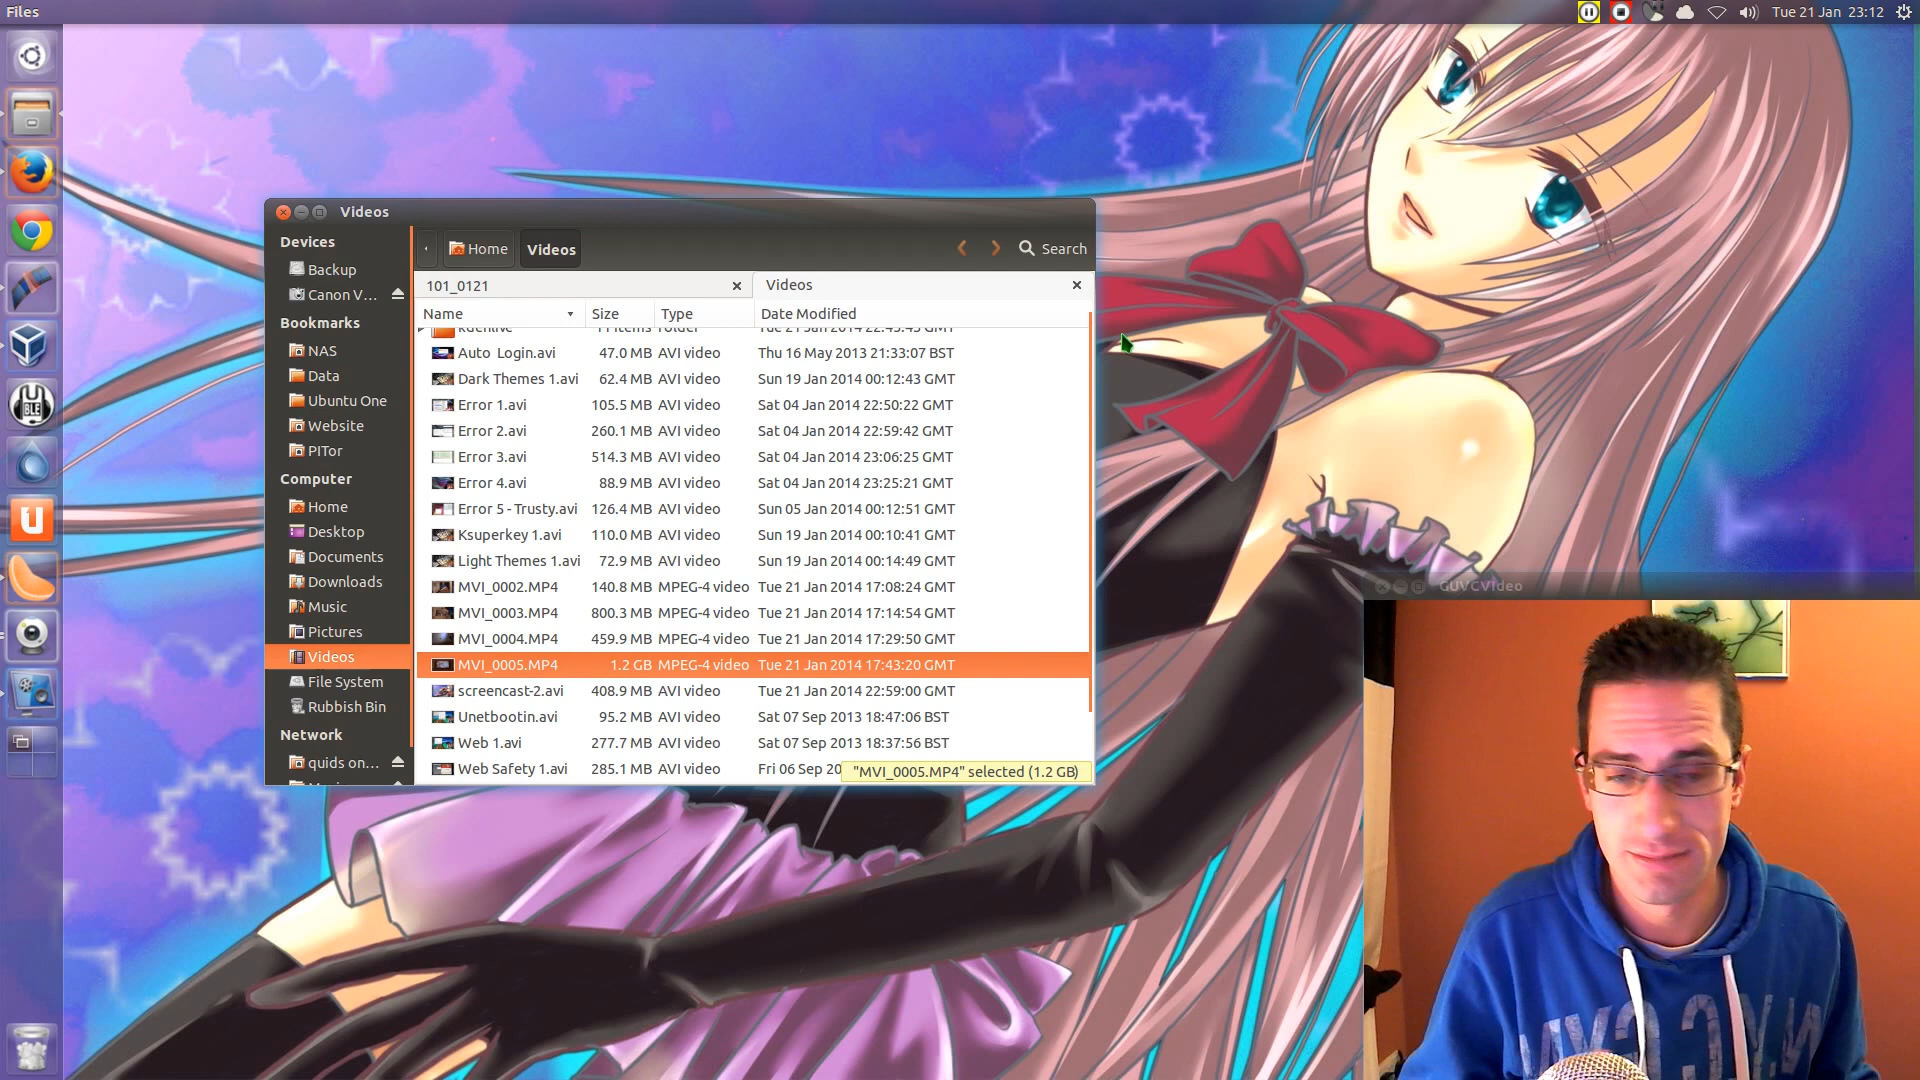 Files
Tue 21 Jan 23:12
Videos
Devices
Backup
Canon V...
Bookmarks
NAS
Data
Ubuntu One
Website
PITor
Computer
Home
Desktop
Documents
Downloads
Music
Pictures
Videos
File System
Rubbish Bin
Network
quids on...
Home Videos Search
101_0121 Videos
Name Size Type Date Modified
Auto Login.avi 47.0 MB AVI video Thu 16 May 2013 21:33:07 BST
Dark Themes 1.avi 62.4 MB AVI video Sun 19 Jan 2014 00:12:43 GMT
Error 1.avi 105.5 MB AVI video Sat 04 Jan 2014 22:50:22 GMT
Error 2.avi 260.1 MB AVI video Sat 04 Jan 2014 22:59:42 GMT
Error 3.avi 514.3 MB AVI video Sat 04 Jan 2014 23:06:25 GMT
Error 4.avi 88.9 MB AVI video Sat 04 Jan 2014 23:25:21 GMT
Error 5 - Trusty.avi 126.4 MB AVI video Sun 05 Jan 2014 00:12:51 GMT
Ksuperkey 1.avi 110.0 MB AVI video Sun 19 Jan 2014 00:10:41 GMT
Light Themes 1.avi 72.9 MB AVI video Sun 19 Jan 2014 00:14:49 GMT
MVI_0002.MP4 140.8 MB MPEG-4 video Tue 21 Jan 2014 17:08:24 GMT
MVI_0003.MP4 800.3 MB MPEG-4 video Tue 21 Jan 2014 17:14:54 GMT
MVI_0004.MP4 459.9 MB MPEG-4 video Tue 21 Jan 2014 17:29:50 GMT
MVI_0005.MP4 1.2 GB MPEG-4 video Tue 21 Jan 2014 17:43:20 GMT
screencast-2.avi 408.9 MB AVI video Tue 21 Jan 2014 22:59:00 GMT
Unetbootin.avi 95.2 MB AVI video Sat 07 Sep 2013 18:47:06 BST
Web 1.avi 277.7 MB AVI video Sat 07 Sep 2013 18:37:56 BST
Web Safety 1.avi 285.1 MB AVI video Fri 06 Sep 20
"MVI_0005.MP4" selected (1.2 GB)
GUVCVideo